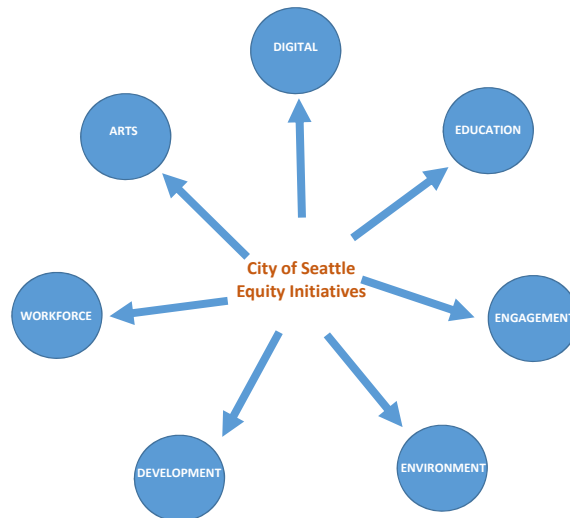 DIGITAL
ARTS
EDUCATION
City of Seattle
Equity Initiatives
WORKFORCE
ENGAGEMENT
DEVELOPMENT
ENVIRONMENT